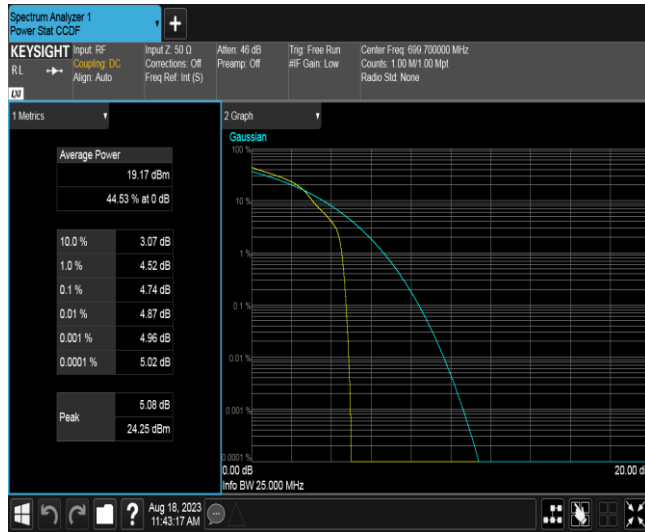 Spectrum Analyzer 1
Power Stat CCDF
+
KEYSIGHT
Input: RF
Coupling: DC
Align: Auto
Input Z: 50 Ω
Corrections: Off
Freq Ref: Int (S)
Atten: 46 dB
Preamp: Off
Trig: Free Run
#IF Gain: Low
Center Freq: 699.700000 MHz
Counts: 1.00 M/1.00 Mpt
Radio Std: None
R L
LXI
1 Metrics
Average Power
19.17 dBm
44.53 % at 0 dB
10.0 % 3.07 dB
1.0 % 4.52 dB
0.1 % 4.74 dB
0.01 % 4.87 dB
0.001 % 4.96 dB
0.0001 % 5.02 dB
Peak
5.08 dB
24.25 dBm
2 Graph
Gaussian
100 %
10 %
1 %
0.1 %
0.01 %
0.001 %
0.0001 %
0.00 dB
20.00 d
Info BW 25.000 MHz
?
Aug 18, 2023
11:43:17 AM